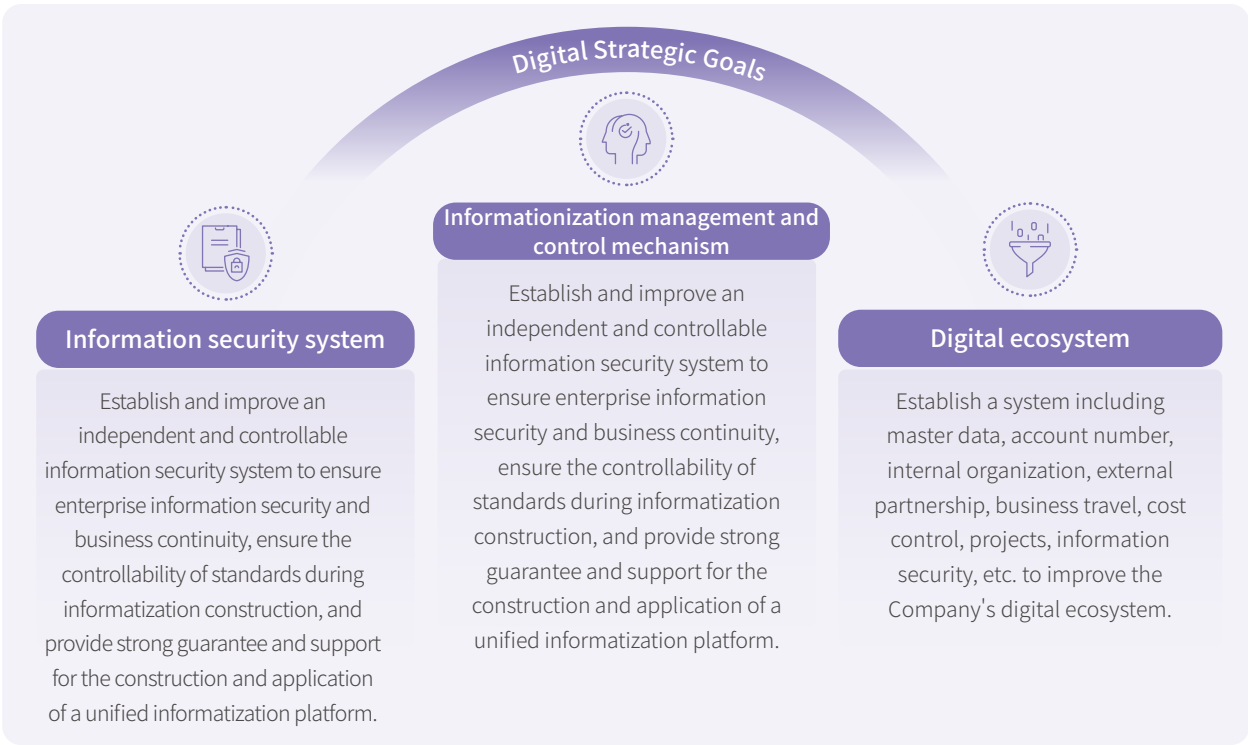 Digital Strategic Goals
Information security system
Establish and improve an
independent and controllable
information security system to ensure
enterprise information security and
business continuity, ensure the
controllability of standards during
informatization construction, and
provide strong guarantee and support
for the construction and application
of a unified informatization platform.
Informationization management and
control mechanism
Establish and improve an
independent and controllable
information security system to
ensure enterprise information
security and business continuity,
ensure the controllability of
standards during informatization
construction, and provide strong
guarantee and support for the
construction and application of a
unified informatization platform.
Digital ecosystem
Establish a system including
master data, account number,
internal organization, external
partnership, business travel, cost
control, projects, information
security, etc. to improve the
Company's digital ecosystem.